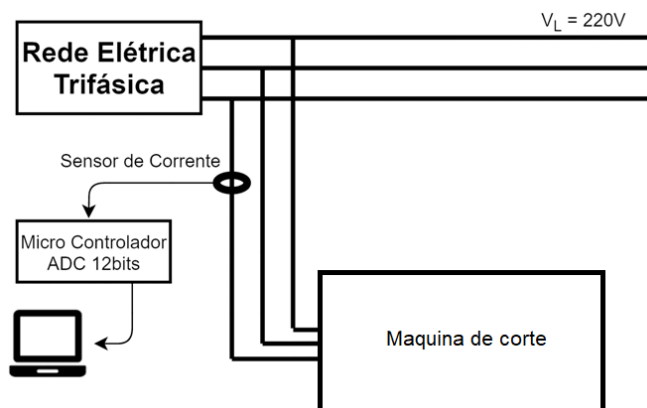 V_L = 220V
Rede Elétrica
Trifásica
Sensor de Corrente
Micro Controlador
ADC 12bits
Maquina de corte